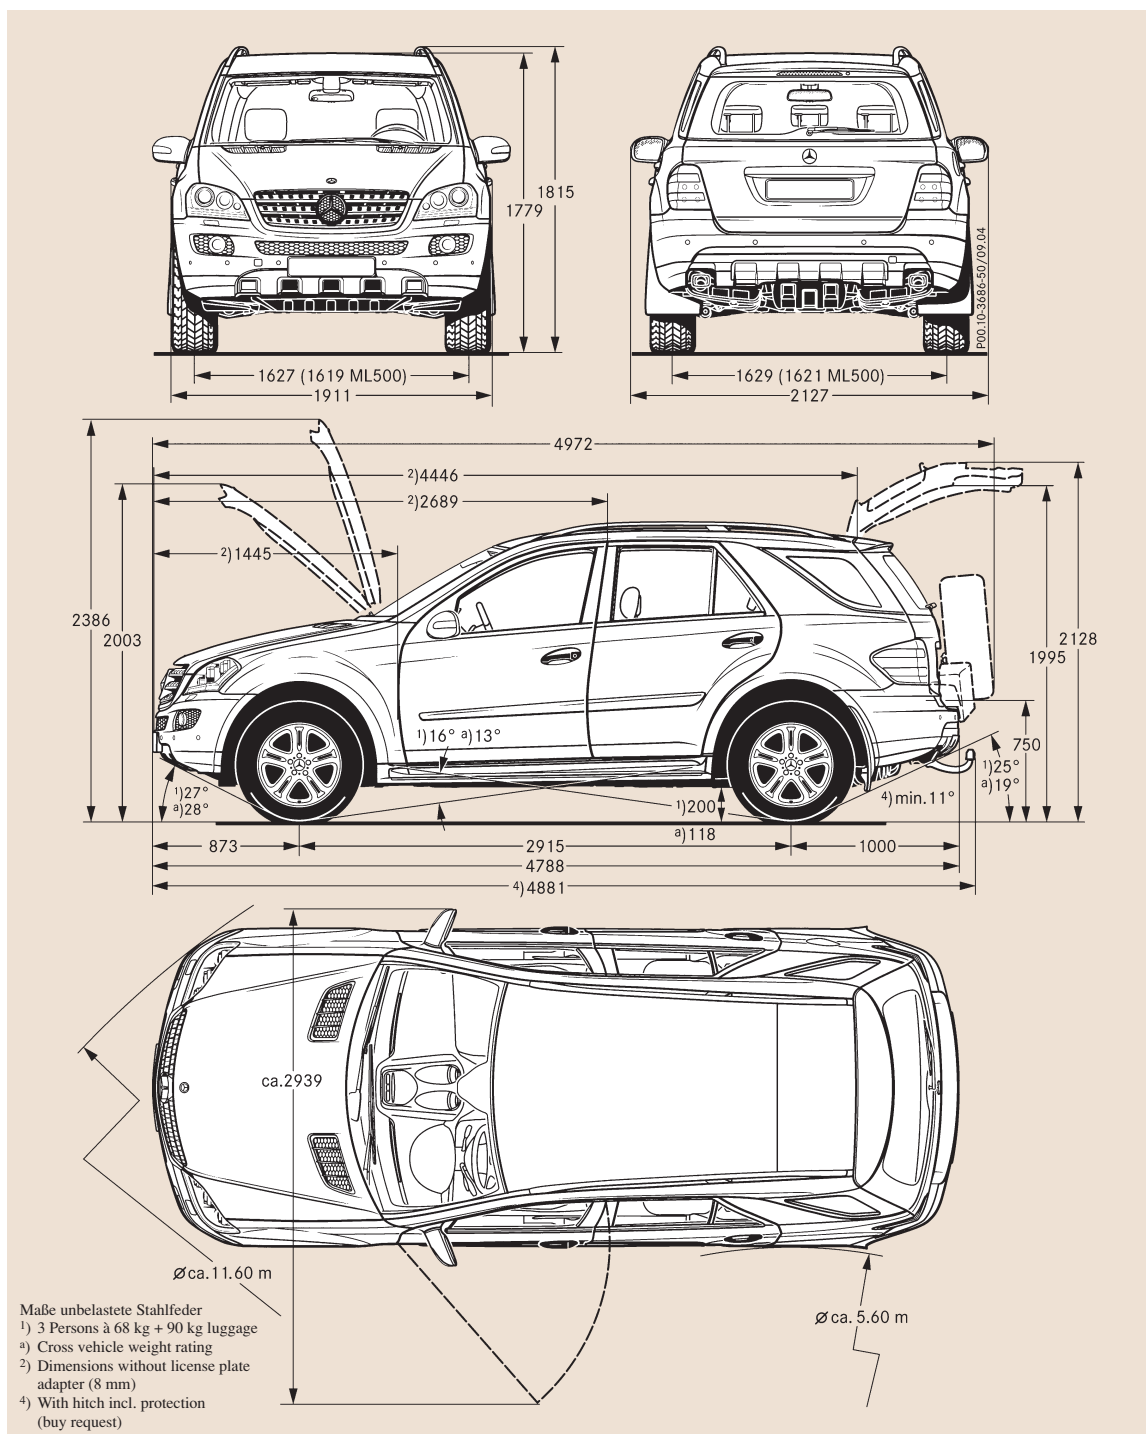 1815
1779
P00.10-3686-50/09.04
1627 (1619 ML500)
1911
1629 (1621 ML500)
2127
4972
2)4446
2)2689
2)1445
2386
2003
2128
1995
1)16° a)13°
750
1)25°
a)19°
1)27°
a)28°
4)min.11°
1)200
a)118
873
2915
1000
4788
4)4881
ca.2939
Øca.11.60 m
Øca. 5.60 m
Maße unbelastete Stahlfeder
1) 3 Persons à 68 kg + 90 kg luggage
a) Cross vehicle weight rating
2) Dimensions without license plate
adapter (8 mm)
4) With hitch incl. protection
(buy request)